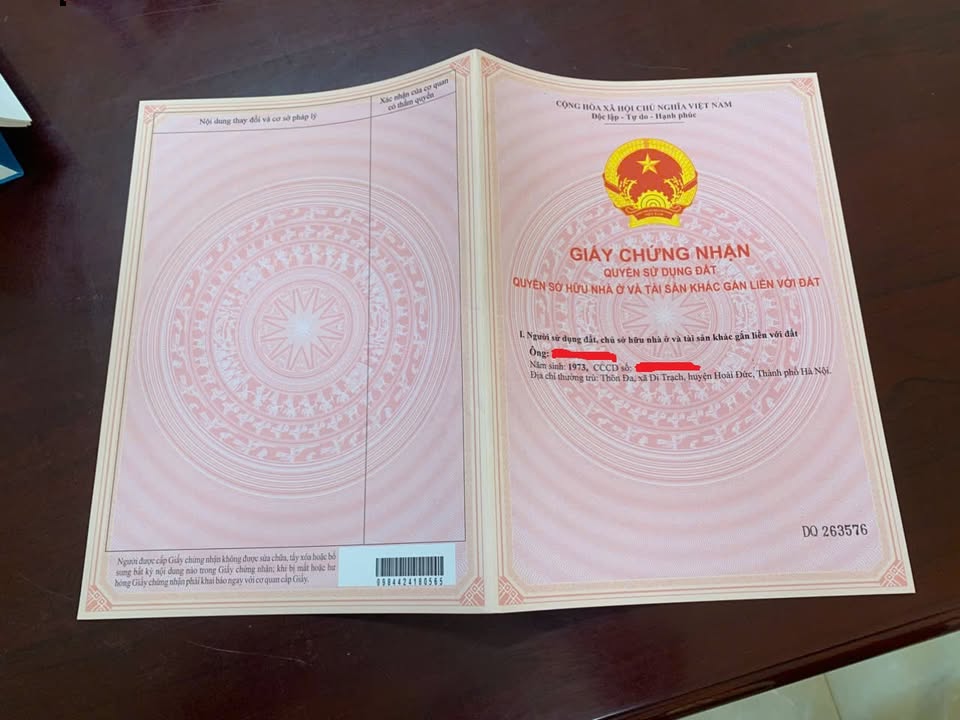 Nội dung thay đổi và cơ sở pháp lý
Xác nhận của cơ quan
có thẩm quyền
Người được cấp Giấy chứng nhận không được sửa chữa, tẩy xóa hoặc bổ
sung bất kỳ nội dung nào trong Giấy chứng nhận; khi bị mất hoặc hư
hỏng Giấy chứng nhận phải khai báo ngay với cơ quan cấp Giấy.
0984424180565
CỘNG HÒA XÃ HỘI CHỦ NGHĨA VIỆT NAM
Độc lập - Tự do - Hạnh phúc
VIỆT NAM
GIẤY CHỨNG NHẬN
QUYỀN SỬ DỤNG ĐẤT
QUYỀN SỞ HỮU NHÀ Ở VÀ TÀI SẢN KHÁC GẮN LIỀN VỚI ĐẤT
I. Người sử dụng đất, chủ sở hữu nhà ở và tài sản khác gắn liền với đất
Ông:
Năm sinh: 1973, CCCD số:
Địa chỉ thường trú: Thôn Đa, xã Di Trạch, huyện Hoài Đức, Thành phố Hà Nội.
DQ 263576